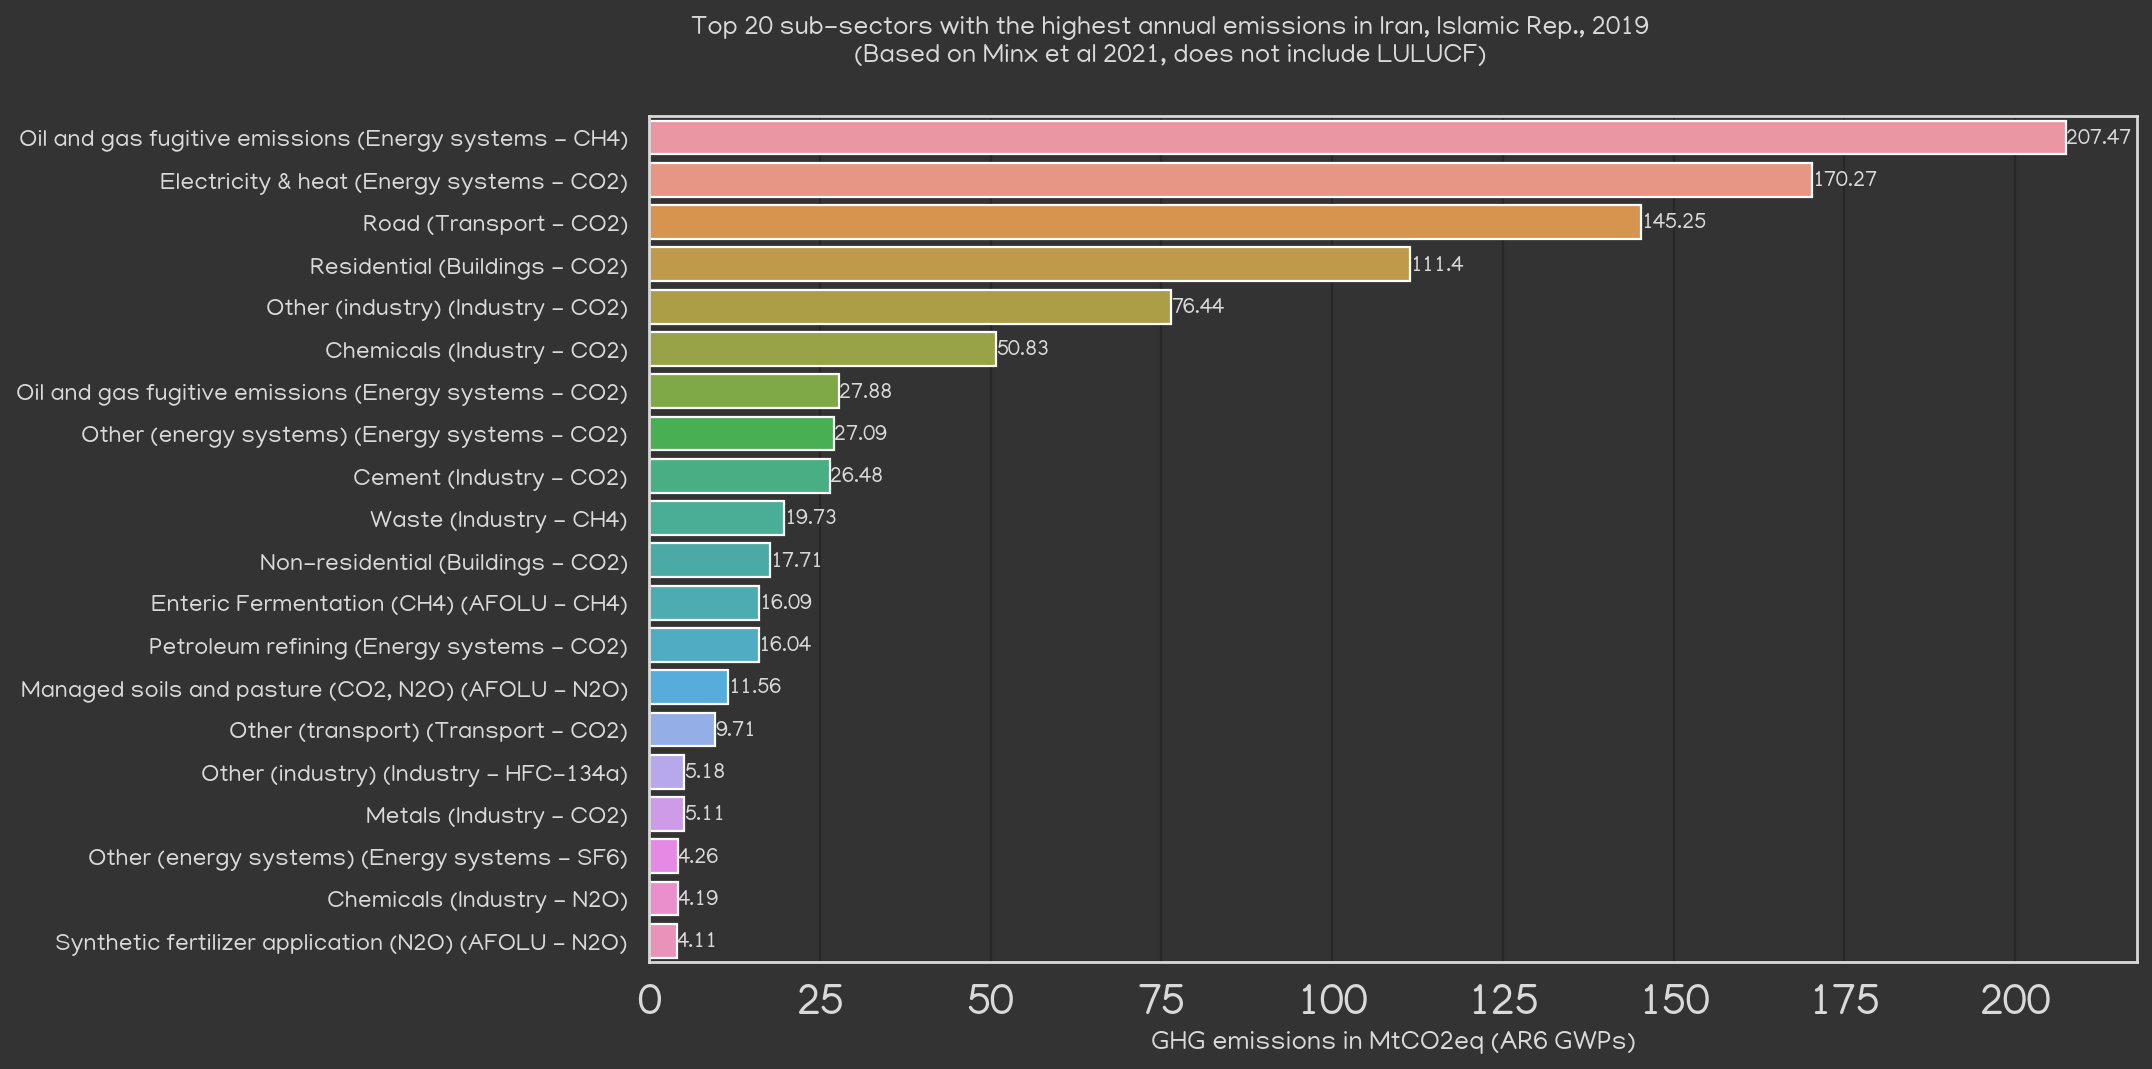 Top 20 sub-sectors with the highest annual emissions in Iran, Islamic Rep., 2019
(Based on Minx et al 2021, does not include LULUCF)
Oil and gas fugitive emissions (Energy systems - CH4) 207.47
Electricity & heat (Energy systems - CO2) 170.27
Road (Transport - CO2) 145.25
Residential (Buildings - CO2) 111.4
Other (industry) (Industry - CO2) 76.44
Chemicals (Industry - CO2) 50.83
Oil and gas fugitive emissions (Energy systems - CO2) 27.88
Other (energy systems) (Energy systems - CO2) 27.09
Cement (Industry - CO2) 26.48
Waste (Industry - CH4) 19.73
Non-residential (Buildings - CO2) 17.71
Enteric Fermentation (CH4) (AFOLU - CH4) 16.09
Petroleum refining (Energy systems - CO2) 16.04
Managed soils and pasture (CO2, N2O) (AFOLU - N2O) 11.56
Other (transport) (Transport - CO2) 9.71
Other (industry) (Industry - HFC-134a) 5.18
Metals (Industry - CO2) 5.11
Other (energy systems) (Energy systems - SF6) 4.26
Chemicals (Industry - N2O) 4.19
Synthetic fertilizer application (N2O) (AFOLU - N2O) 4.11
0 25 50 75 100 125 150 175 200
GHG emissions in MtCO2eq (AR6 GWPs)